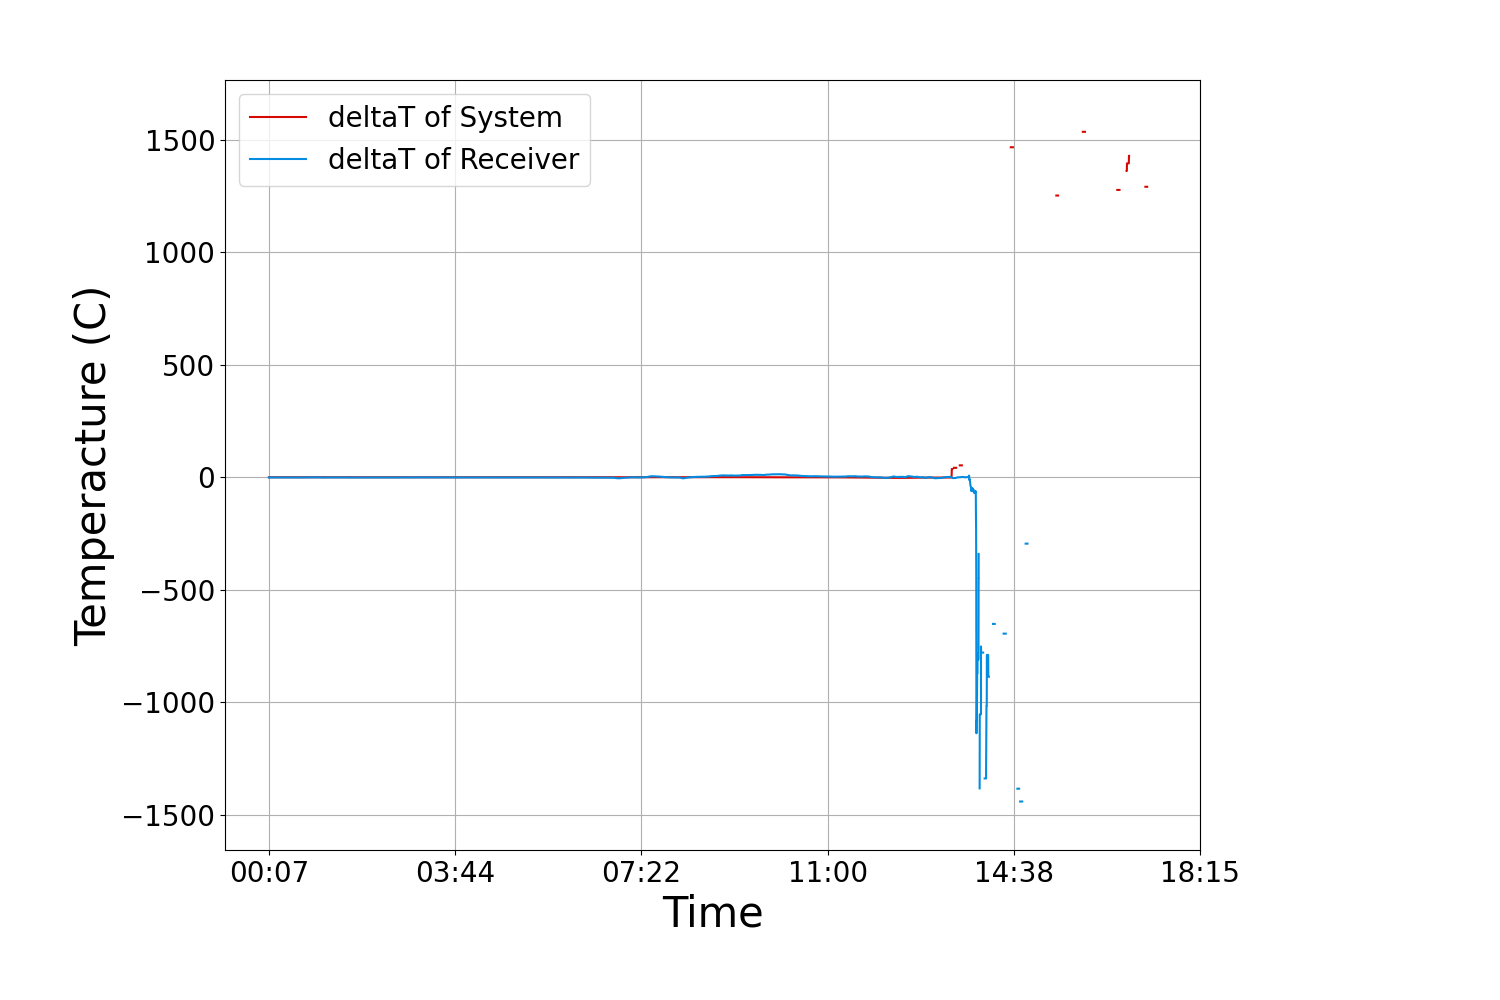 deltaT of System
deltaT of Receiver
1500
1000
500
0
−500
−1000
−1500
Temperacture (C)
00:07 03:44 07:22 11:00 14:38 18:15
Time